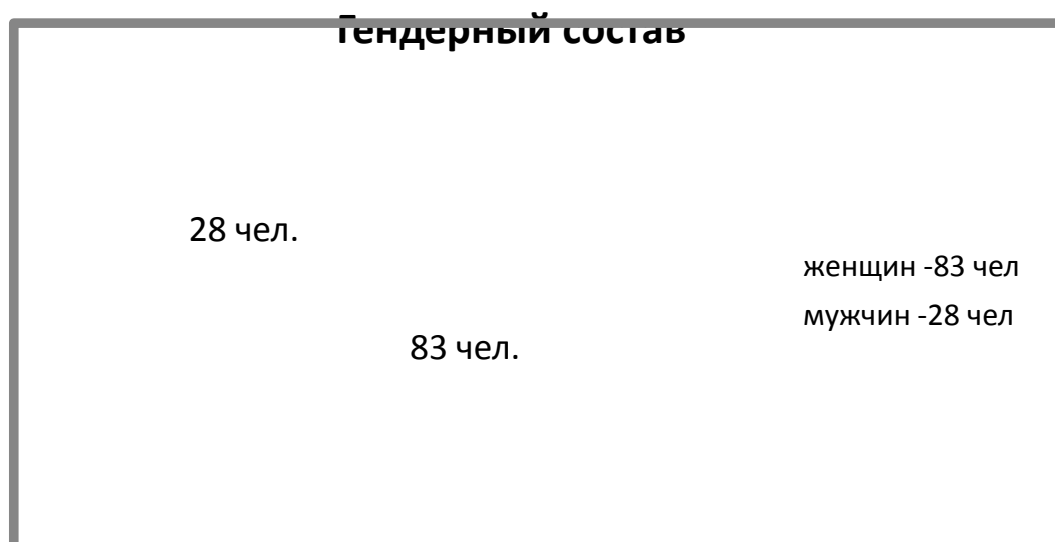 Гендерный состав
28 чел.
женщин -83 чел
мужчин -28 чел
83 чел.